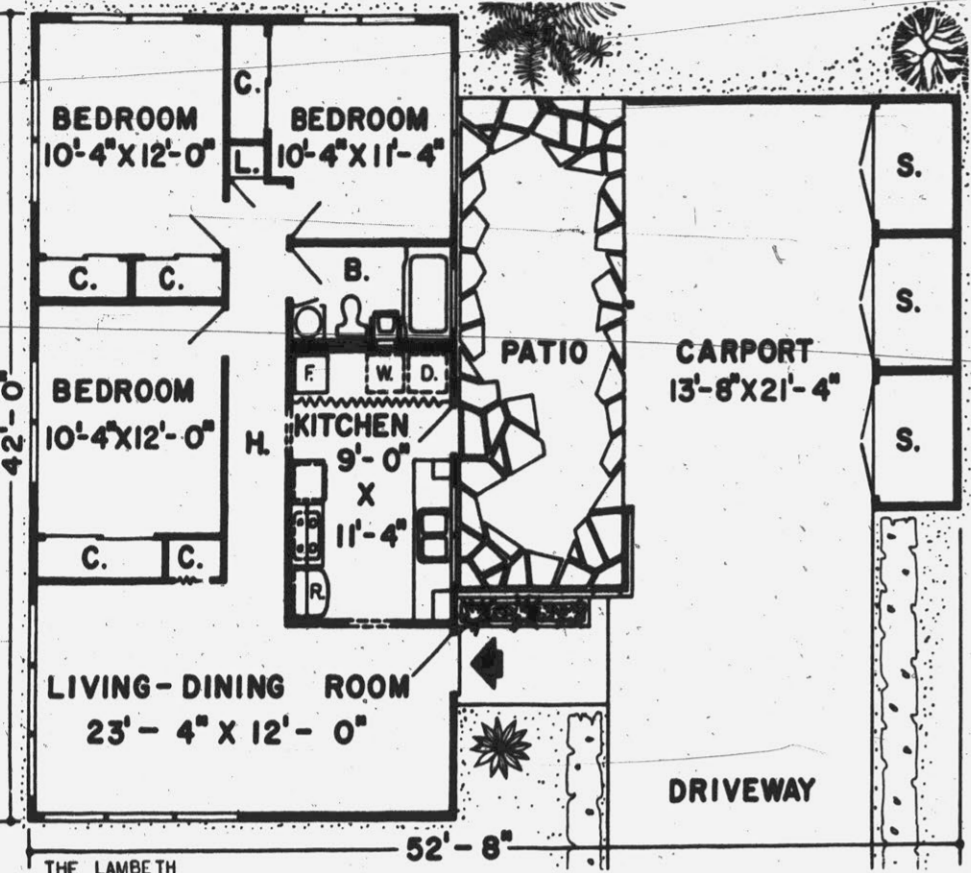 C.
BEDROOM
10'-4"X12'-0"
BEDROOM
10'-4"X11'-4"
L.
S.
C.
C.
B.
S.
PATIO
CARPORT
13'-8"X21'-4"
F.
W.
D.
BEDROOM
10'-4"X12'-0"
H.
KITCHEN
9'-0"
X
11'-4"
S.
42'-0"
C.
C.
R.
LIVING-DINING ROOM
23'-4"X12'-0"
DRIVEWAY
52'-8"
THE LAMBETH